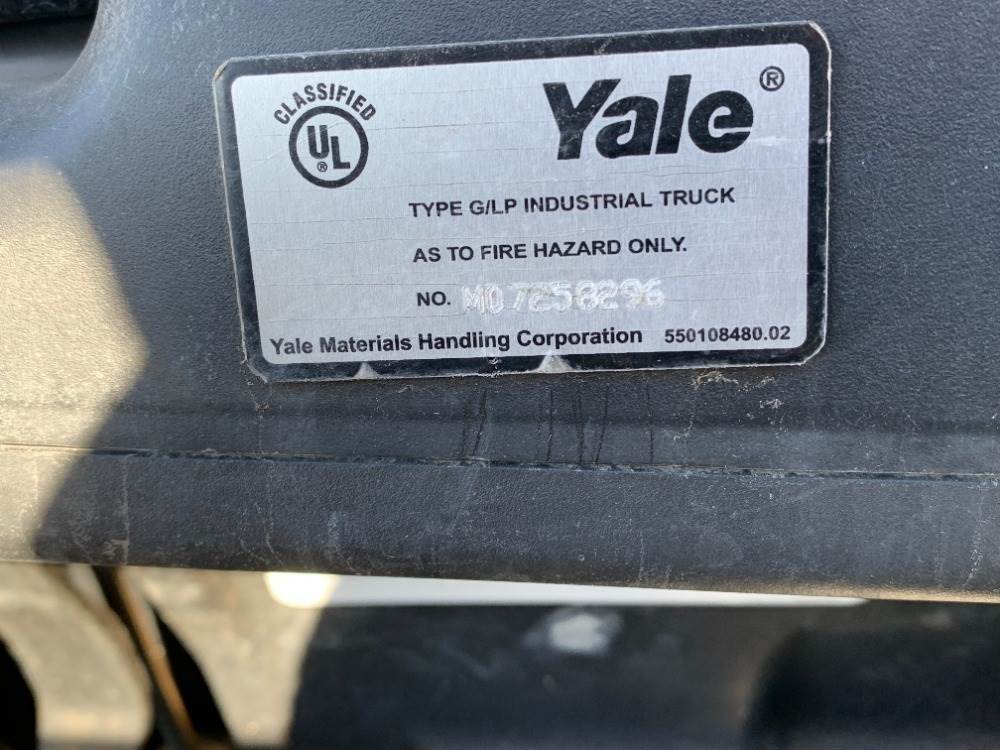 CLASSIFIED
UL ®
Yale ®
TYPE G/LP INDUSTRIAL TRUCK
AS TO FIRE HAZARD ONLY.
NO. MO7258296
Yale Materials Handling Corporation 550108480.02